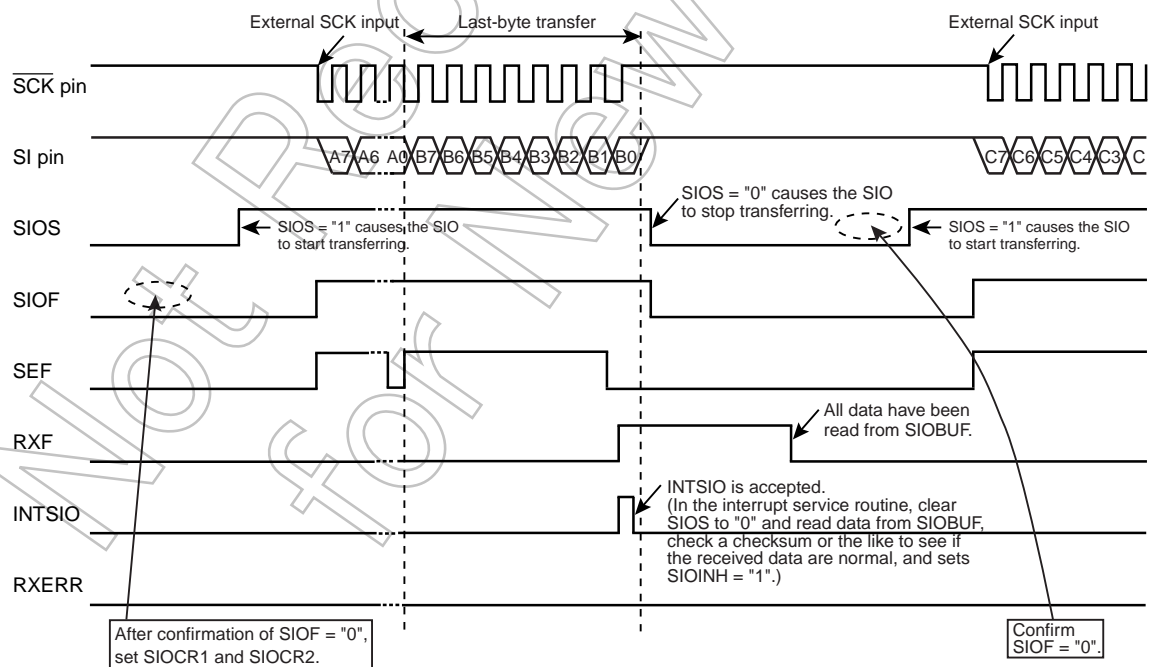 External SCK input
Last-byte transfer
External SCK input
SCK pin
SI pin
A7 A6 A0 B7 B6 B5 B4 B3 B2 B1 B0
C7 C6 C5 C4 C3 C
SIOS
SIOS = "1" causes the SIO
to start transferring.
SIOS = "0" causes the SIO
to stop transferring.
SIOS = "1" causes the SIO
to start transferring.
SIOF
SEF
RXF
All data have been
read from SIOBUF.
INTSIO
INTSIO is accepted.
(In the interrupt service routine, clear
SIOS to "0" and read data from SIOBUF,
check a checksum or the like to see if
the received data are normal, and sets
SIOINH = "1".)
RXERR
After confirmation of SIOF = "0",
set SIOCR1 and SIOCR2.
Confirm
SIOF = "0".
Not Rec
for New